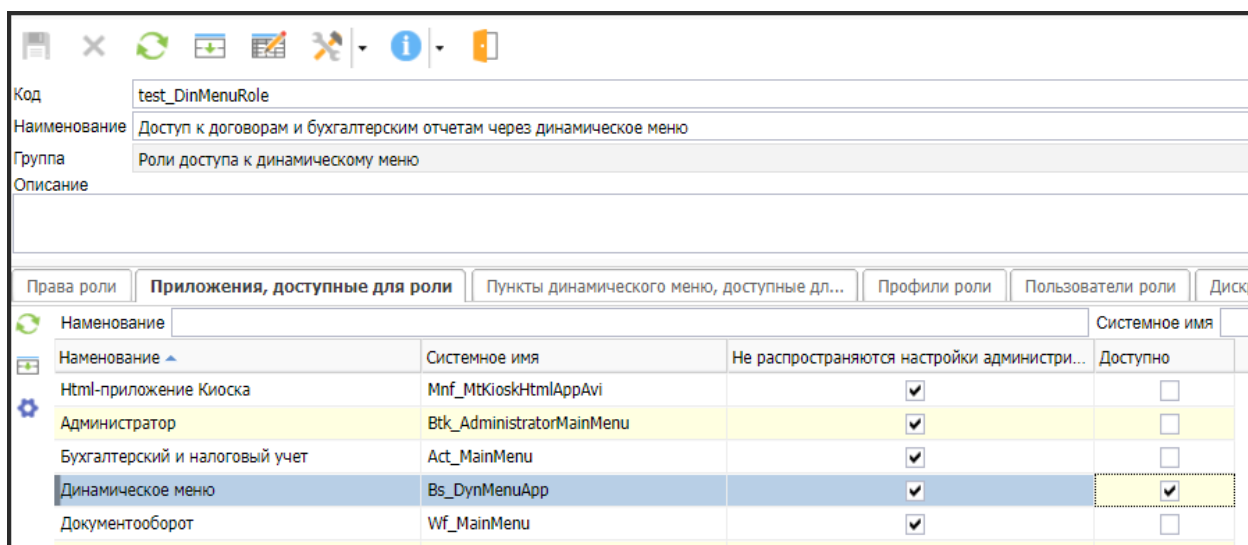 Код test_DinMenuRole
Наименование Доступ к договорам и бухгалтерским отчетам через динамическое меню
Группа Роли доступа к динамическому меню
Описание
Права роли Приложения, доступные для роли Пункты динамического меню, доступные дл... Профили роли Пользователи роли Диск
Наменование Системное имя
Наменование Системное имя Не распространяются настройки администри... Доступно
Html-приложение Киоска Mnf_MtKioskHtmlAppAvi
Администратор Btk_AdministratorMainMenu
Бухгалтерский и налоговый учет Act_MainMenu
Динамическое меню Bs_DynMenuApp
Документооборот Wf_MainMenu